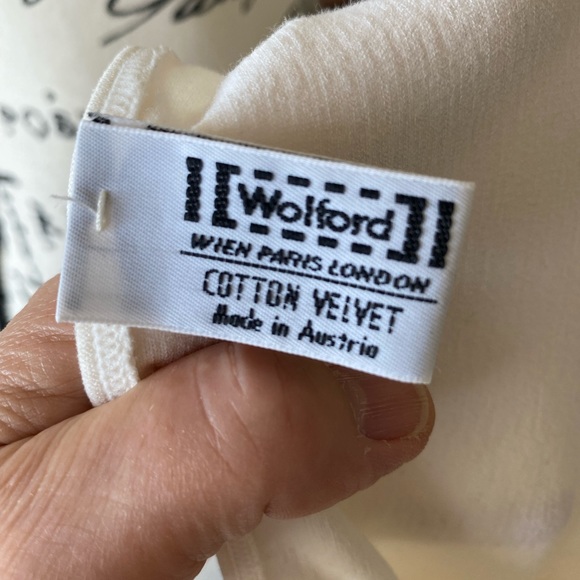 Wolford
WIEN PARIS LONDON
COTTON VELVET
Made in Austria